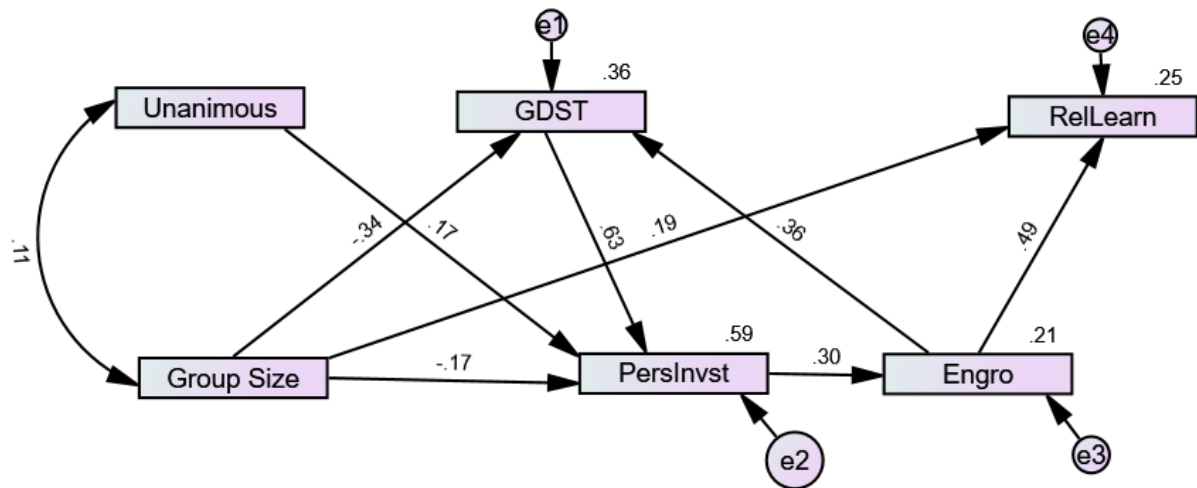 e1
e4
.36
.25
Unanimous
GDST
RelLearn
.11
-.34
.17
.63
.19
.36
.49
.59
.21
Group Size
-.17
PersInvst
.30
Engro
e2
e3